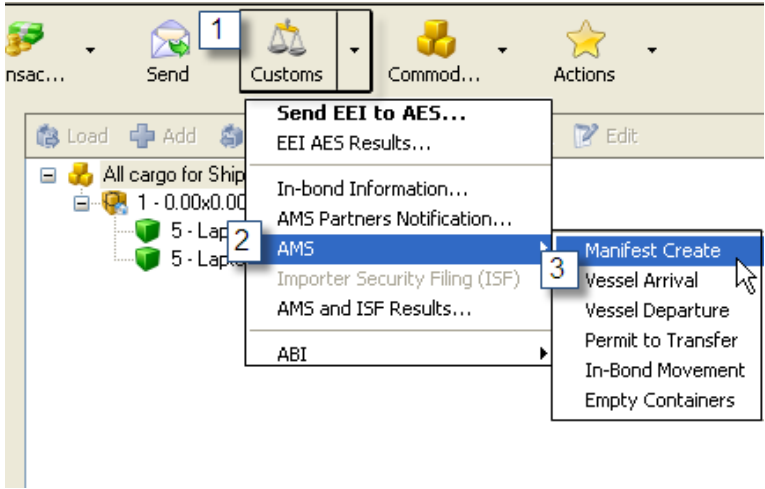 1
nsac...
Send
Customs
Commod...
Actions
Load
Add
Edit
Send EEI to AES...
EEI AES Results...
In-bond Information...
AMS Partners Notification...
AMS
Importer Security Filing (ISF)
AMS and ISF Results...
ABI
All cargo for Ship
1 - 0.00x0.00
5 - Lap
2
5 - Lapto
3
Manifest Create
Vessel Arrival
Vessel Departure
Permit to Transfer
In-Bond Movement
Empty Containers